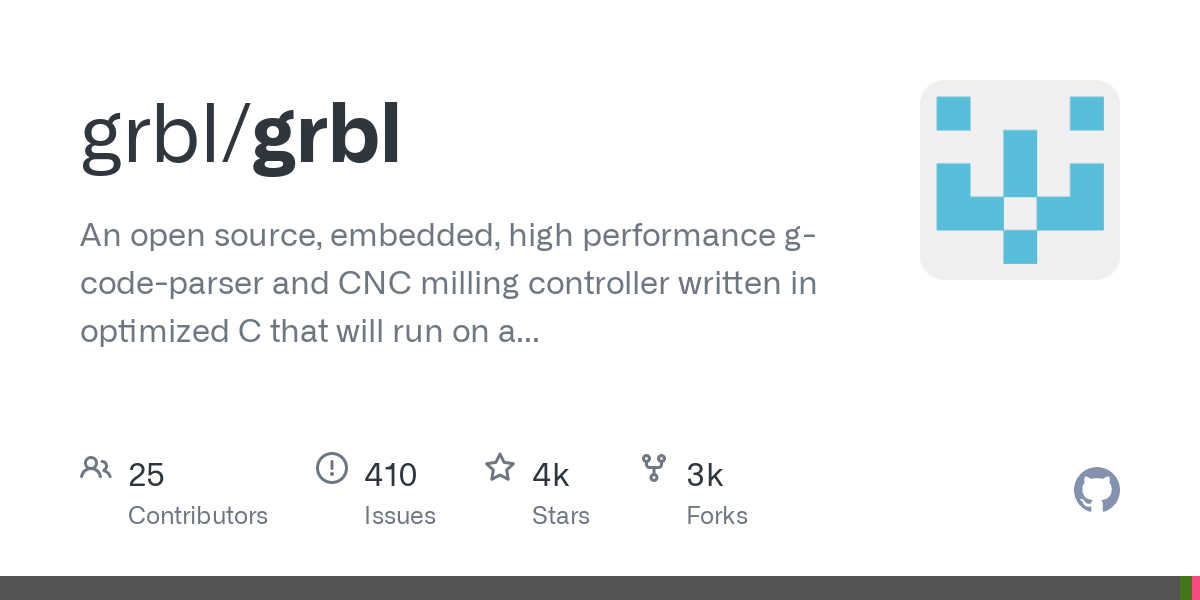 grbl/grbl
An open source, embedded, high performance g-
code-parser and CNC milling controller written in
optimized C that will run on a...
25
Contributors
410
Issues
4k
Stars
3k
Forks